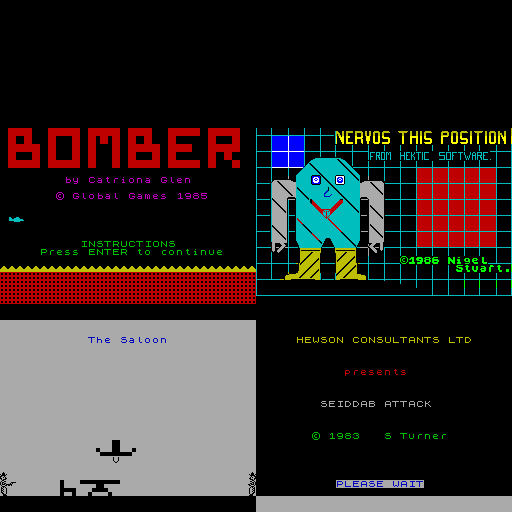 BOMBER
by Catriona Glen
© Global Games 1985
INSTRUCTIONS
Press ENTER to continue
NERVOS THIS POSITION
FROM HEKTIC SOFTWARE.
©1986 Nigel
Stuart.
The Saloon
HEWSON CONSULTANTS LTD
presents
SEIDDAB ATTACK
© 1983 S Turner
PLEASE WAIT